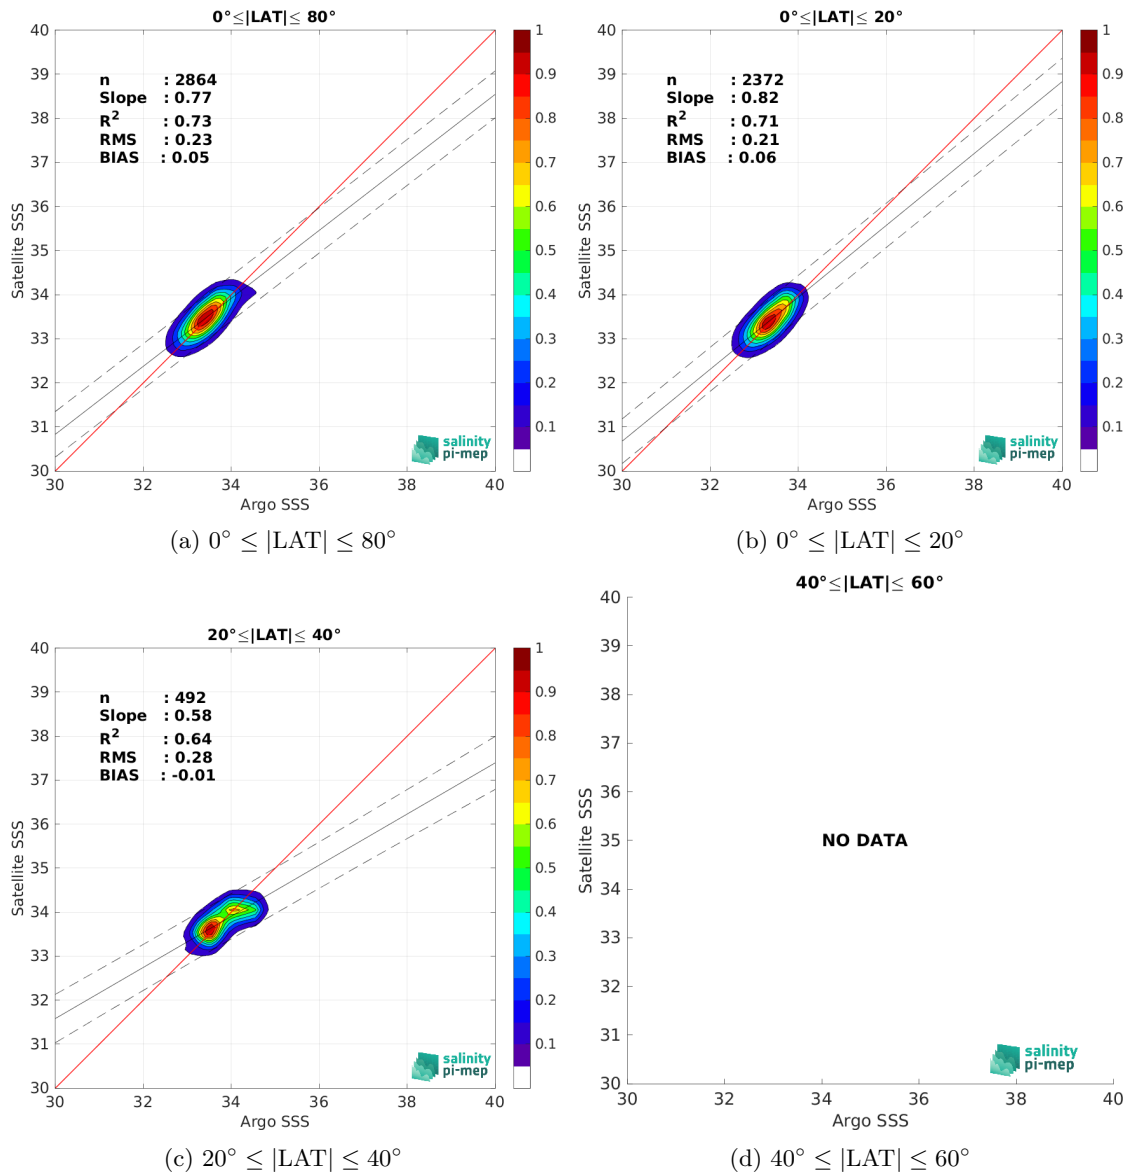 0°≤|LAT|≤ 80°
40
39
38
37
36
35
34
33
32
31
30
Satellite SSS
n : 2864
Slope : 0.77
R² : 0.73
RMS : 0.23
BIAS : 0.05
salinity
pi-mep
30 32 34 36 38 40
Argo SSS
1
0.9
0.8
0.7
0.6
0.5
0.4
0.3
0.2
0.1
(a) 0° ≤ |LAT| ≤ 80°
0°≤|LAT|≤ 20°
40
39
38
37
36
35
34
33
32
31
30
Satellite SSS
n : 2372
Slope : 0.82
R² : 0.71
RMS : 0.21
BIAS : 0.06
salinity
pi-mep
30 32 34 36 38 40
Argo SSS
1
0.9
0.8
0.7
0.6
0.5
0.4
0.3
0.2
0.1
(b) 0° ≤ |LAT| ≤ 20°
20°≤|LAT|≤ 40°
40
39
38
37
36
35
34
33
32
31
30
Satellite SSS
n : 492
Slope : 0.58
R² : 0.64
RMS : 0.28
BIAS : -0.01
salinity
pi-mep
30 32 34 36 38 40
Argo SSS
1
0.9
0.8
0.7
0.6
0.5
0.4
0.3
0.2
0.1
(c) 20° ≤ |LAT| ≤ 40°
40°≤|LAT|≤ 60°
40
39
38
37
36
35
34
33
32
31
30
Satellite SSS
NO DATA
salinity
pi-mep
30 32 34 36 38 40
Argo SSS
(d) 40° ≤ |LAT| ≤ 60°